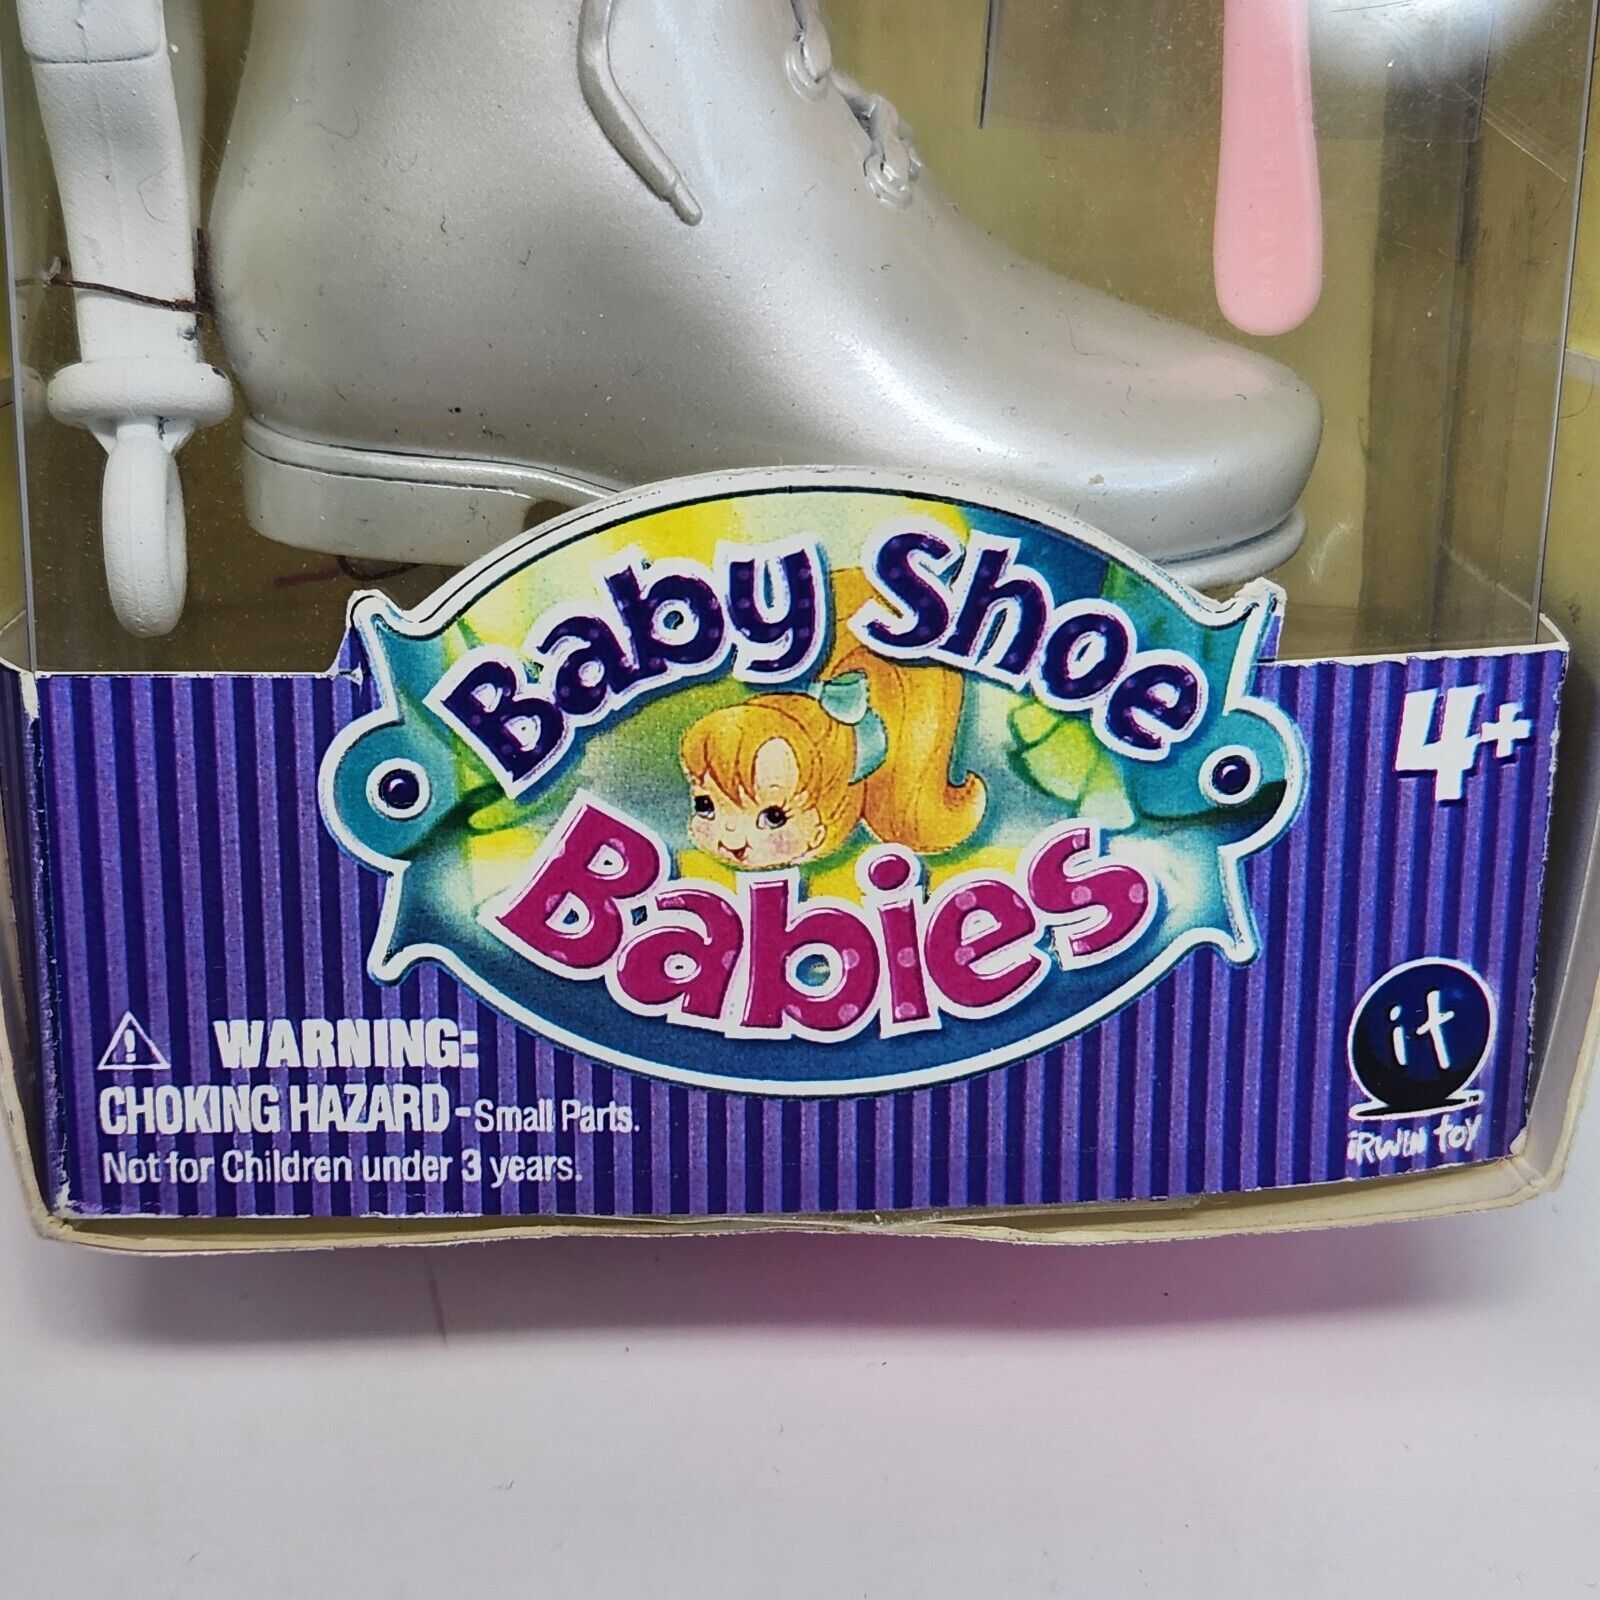 Baby Shoe
Babies
4+
WARNING:
CHOKING HAZARD-Small Parts.
Not for Children under 3 years.
it
iRWIN tOY